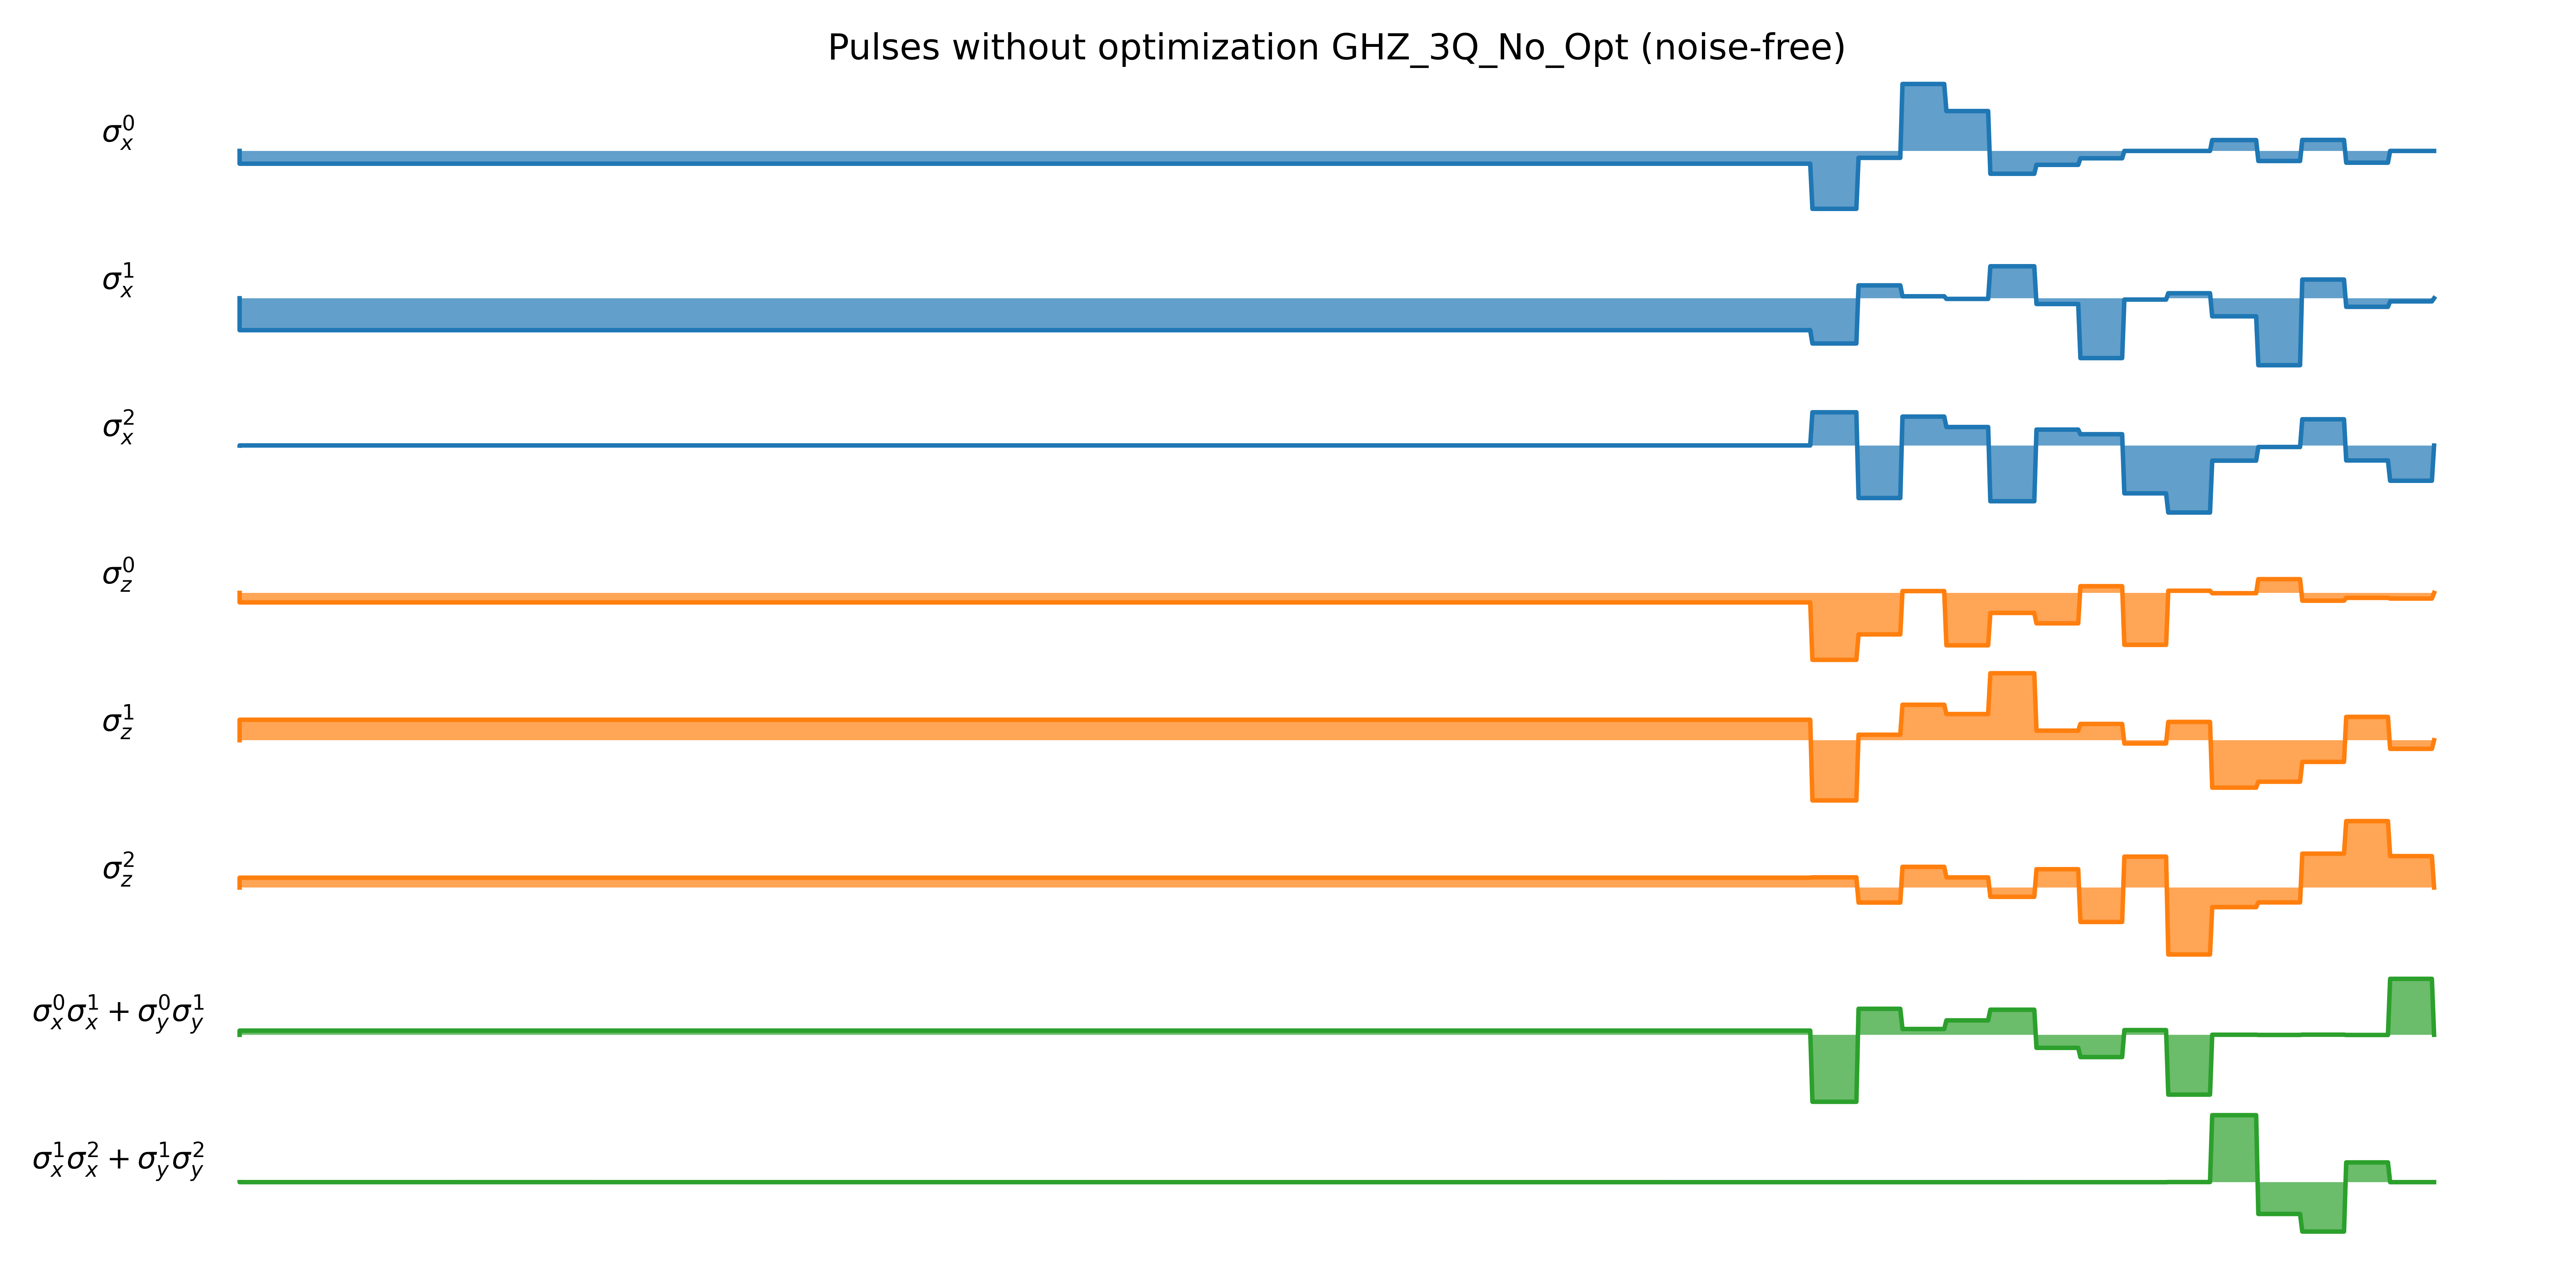 Pulses without optimization GHZ_3Q_No_Opt (noise-free)
σ_x^0
σ_x^1
σ_x^2
σ_z^0
σ_z^1
σ_z^2
σ_x^0σ_x^1 + σ_y^0σ_y^1
σ_x^1σ_x^2 + σ_y^1σ_y^2